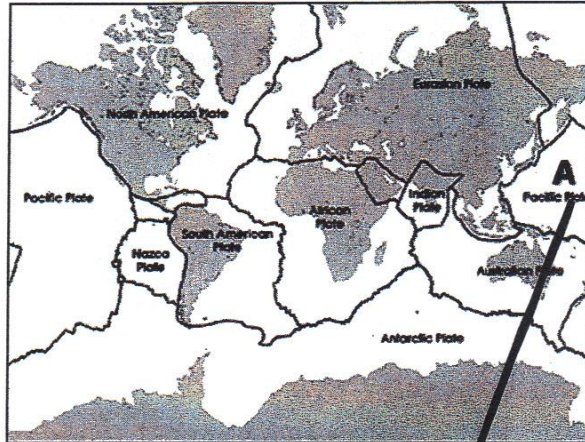 North American Plate
Eurasian Plate
A
Pacific Plate
Indian
Plate
Pacific Plate
African
Plate
South American
Plate
Nazca
Plate
Australian Plate
Antarctic Plate